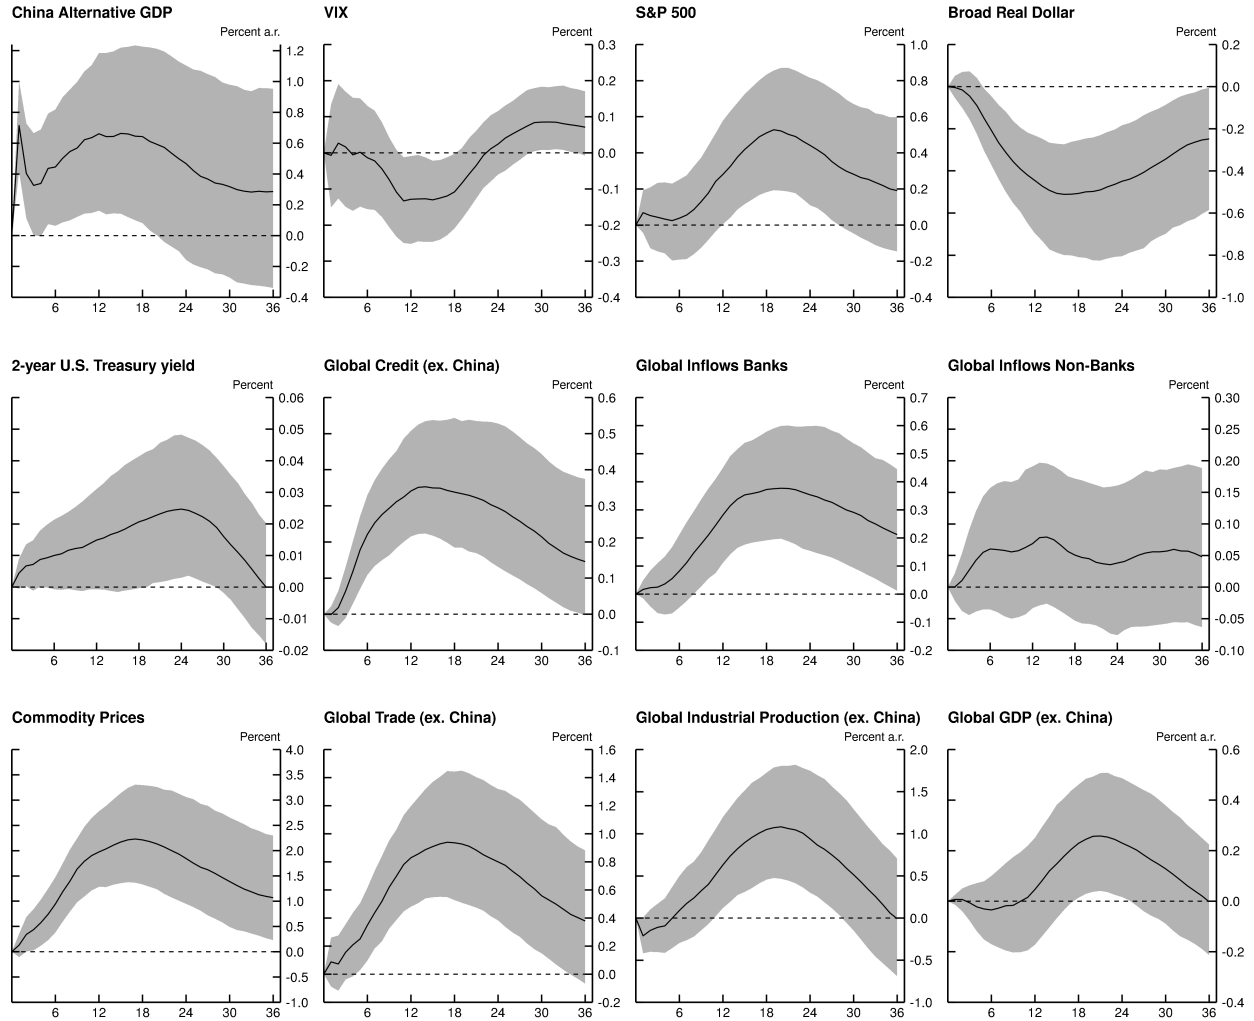 China Alternative GDP
Percent a.r.
1.2
1.0
0.8
0.6
0.4
0.2
0.0
-0.2
-0.4
6 12 18 24 30 36
VIX
Percent
0.3
0.2
0.1
0.0
-0.1
-0.2
-0.3
-0.4
6 12 18 24 30 36
S&P 500
Percent
1.0
0.8
0.6
0.4
0.2
0.0
-0.2
-0.4
6 12 18 24 30 36
Broad Real Dollar
Percent
0.2
0.0
-0.2
-0.4
-0.6
-0.8
-1.0
6 12 18 24 30 36
2-year U.S. Treasury yield
Percent
0.06
0.05
0.04
0.03
0.02
0.01
0.00
-0.01
-0.02
6 12 18 24 30 36
Global Credit (ex. China)
Percent
0.6
0.5
0.4
0.3
0.2
0.1
0.0
-0.1
6 12 18 24 30 36
Global Inflows Banks
Percent
0.7
0.6
0.5
0.4
0.3
0.2
0.1
0.0
-0.1
-0.2
6 12 18 24 30 36
Global Inflows Non-Banks
Percent
0.30
0.25
0.20
0.15
0.10
0.05
0.00
-0.05
-0.10
6 12 18 24 30 36
Commodity Prices
Percent
4.0
3.5
3.0
2.5
2.0
1.5
1.0
0.5
0.0
-0.5
-1.0
6 12 18 24 30 36
Global Trade (ex. China)
Percent
1.6
1.4
1.2
1.0
0.8
0.6
0.4
0.2
0.0
-0.2
6 12 18 24 30 36
Global Industrial Production (ex. China)
Percent a.r.
2.0
1.5
1.0
0.5
0.0
-0.5
-1.0
6 12 18 24 30 36
Global GDP (ex. China)
Percent a.r.
0.6
0.4
0.2
0.0
-0.2
-0.4
6 12 18 24 30 36